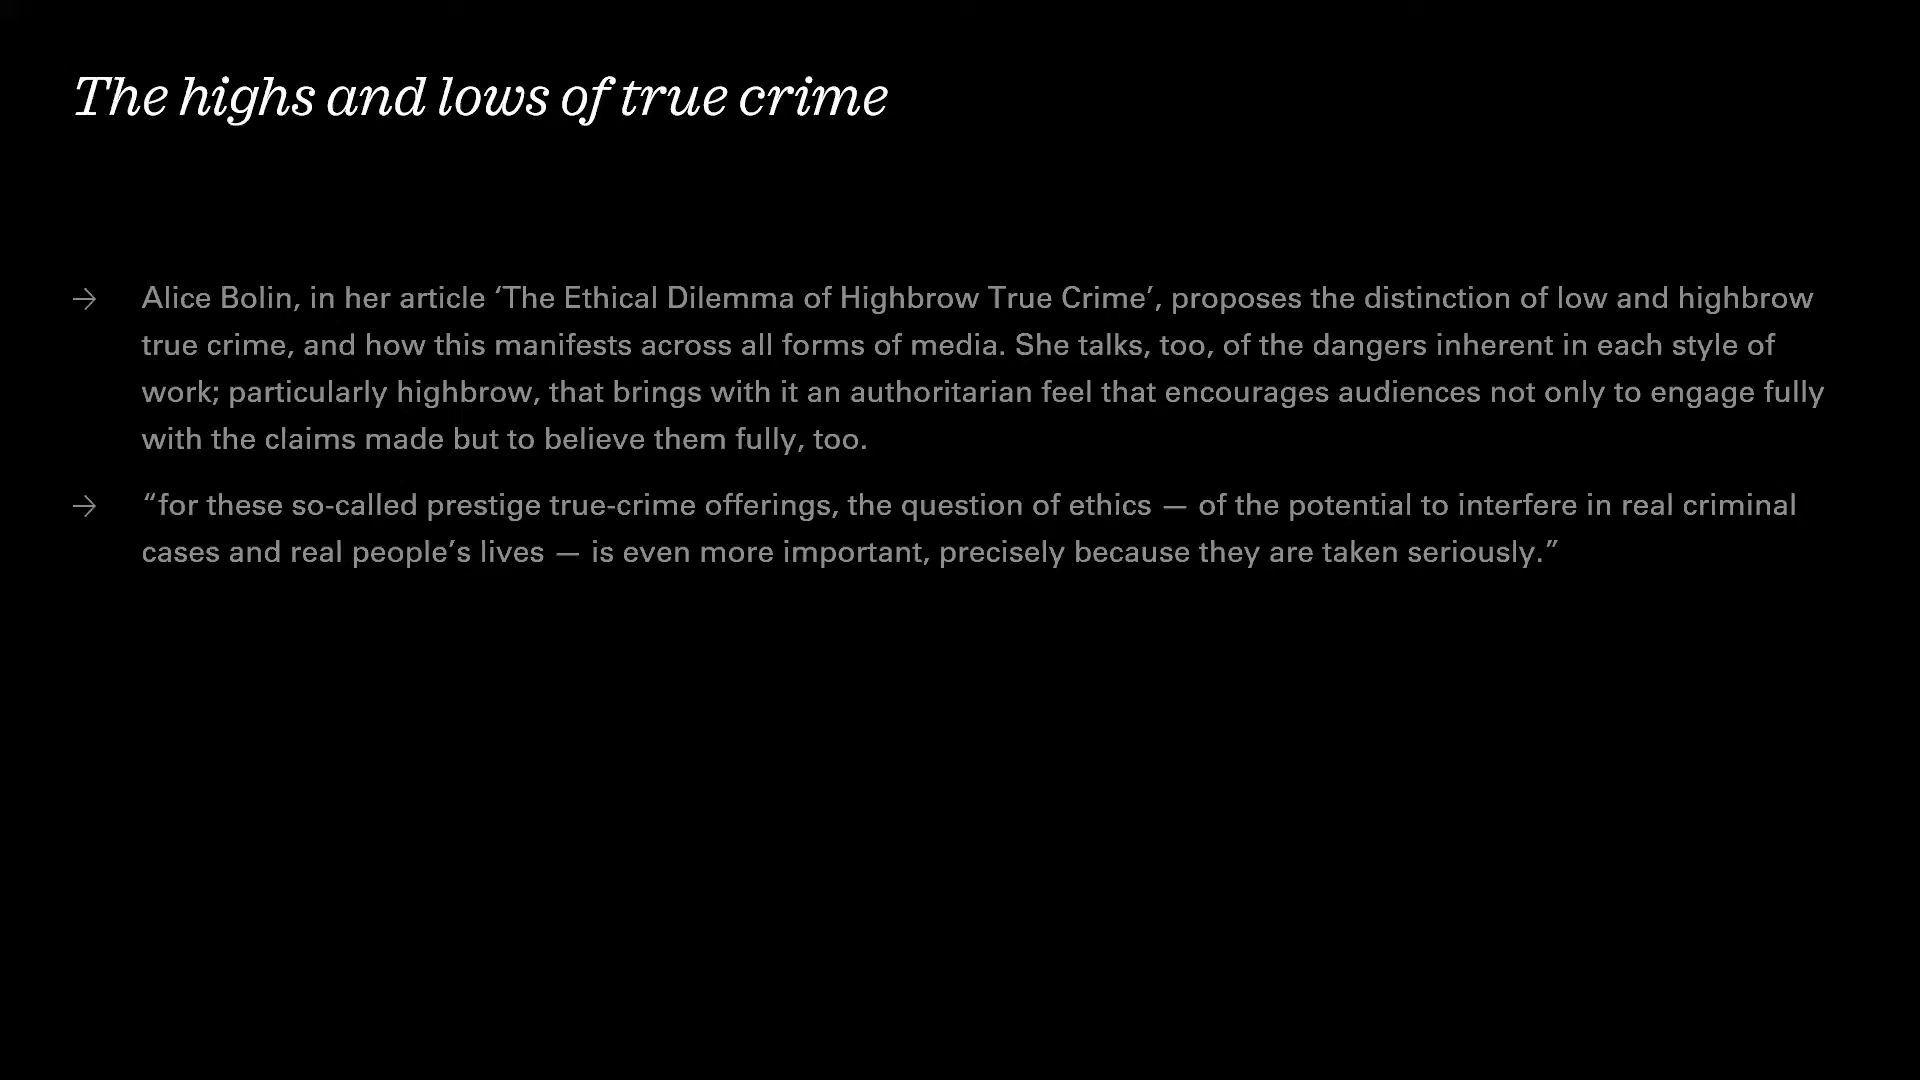 The highs and lows of true crime
→ Alice Bolin, in her article ‘The Ethical Dilemma of Highbrow True Crime’, proposes the distinction of low and highbrow
true crime, and how this manifests across all forms of media. She talks, too, of the dangers inherent in each style of
work; particularly highbrow, that brings with it an authoritarian feel that encourages audiences not only to engage fully
with the claims made but to believe them fully, too.
→ “for these so-called prestige true-crime offerings, the question of ethics — of the potential to interfere in real criminal
cases and real people’s lives — is even more important, precisely because they are taken seriously.”